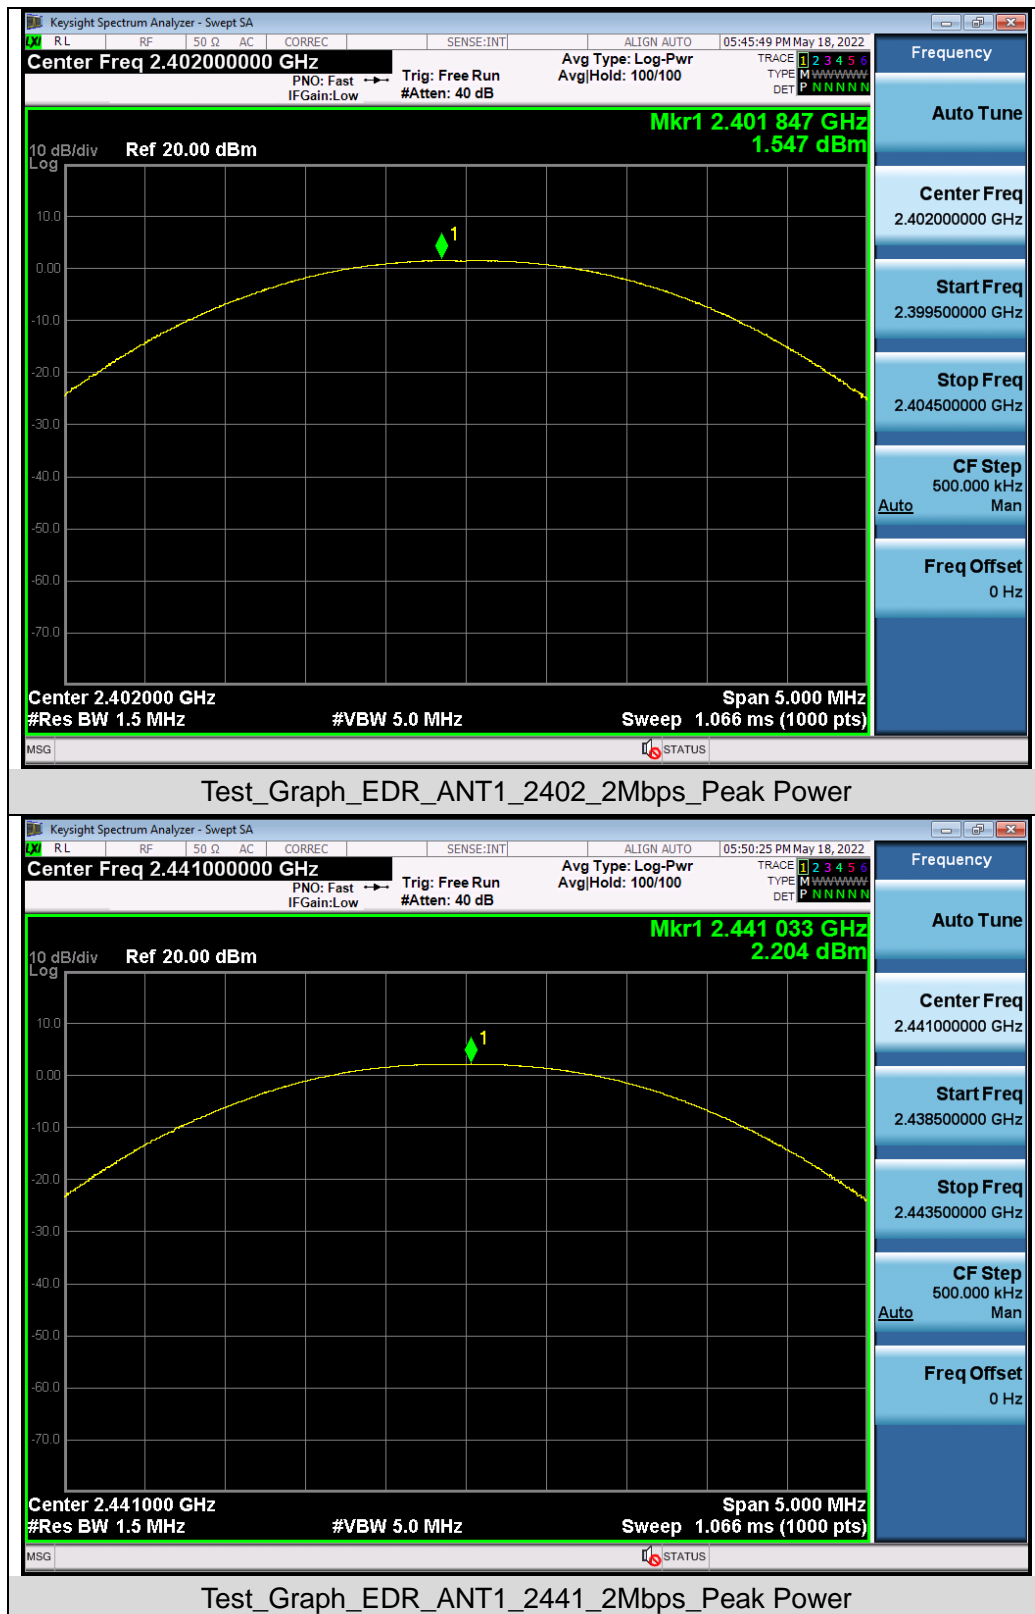 Keysight Spectrum Analyzer - Swept SA
LXI RL RF 50 Ω AC CORREC SENSE:INT ALIGN AUTO 05:45:49 PM May 18, 2022
Center Freq 2.402000000 GHz
PNO: Fast
IFGain:Low
Trig: Free Run
#Atten: 40 dB
Avg Type: Log-Pwr
Avg|Hold: 100/100
TRACE 1 2 3 4 5 6
TYPE M W W W W W
DET P N N N N N
Mkr1 2.401 847 GHz
1.547 dBm
10 dB/div Ref 20.00 dBm
Log
10.0
1
0.00
-10.0
-20.0
-30.0
-40.0
-50.0
-60.0
-70.0
Center 2.402000 GHz Span 5.000 MHz
#Res BW 1.5 MHz #VBW 5.0 MHz Sweep 1.066 ms (1000 pts)
MSG STATUS
Frequency
Auto Tune
Center Freq
2.402000000 GHz
Start Freq
2.399500000 GHz
Stop Freq
2.404500000 GHz
CF Step
500.000 kHz
Auto Man
Freq Offset
0 Hz
Test_Graph_EDR_ANT1_2402_2Mbps_Peak Power
Keysight Spectrum Analyzer - Swept SA
LXI RL RF 50 Ω AC CORREC SENSE:INT ALIGN AUTO 05:50:25 PM May 18, 2022
Center Freq 2.441000000 GHz
PNO: Fast
IFGain:Low
Trig: Free Run
#Atten: 40 dB
Avg Type: Log-Pwr
Avg|Hold: 100/100
TRACE 1 2 3 4 5 6
TYPE M W W W W W
DET P N N N N N
Mkr1 2.441 033 GHz
2.204 dBm
10 dB/div Ref 20.00 dBm
Log
10.0
1
0.00
-10.0
-20.0
-30.0
-40.0
-50.0
-60.0
-70.0
Center 2.441000 GHz Span 5.000 MHz
#Res BW 1.5 MHz #VBW 5.0 MHz Sweep 1.066 ms (1000 pts)
MSG STATUS
Frequency
Auto Tune
Center Freq
2.441000000 GHz
Start Freq
2.438500000 GHz
Stop Freq
2.443500000 GHz
CF Step
500.000 kHz
Auto Man
Freq Offset
0 Hz
Test_Graph_EDR_ANT1_2441_2Mbps_Peak Power